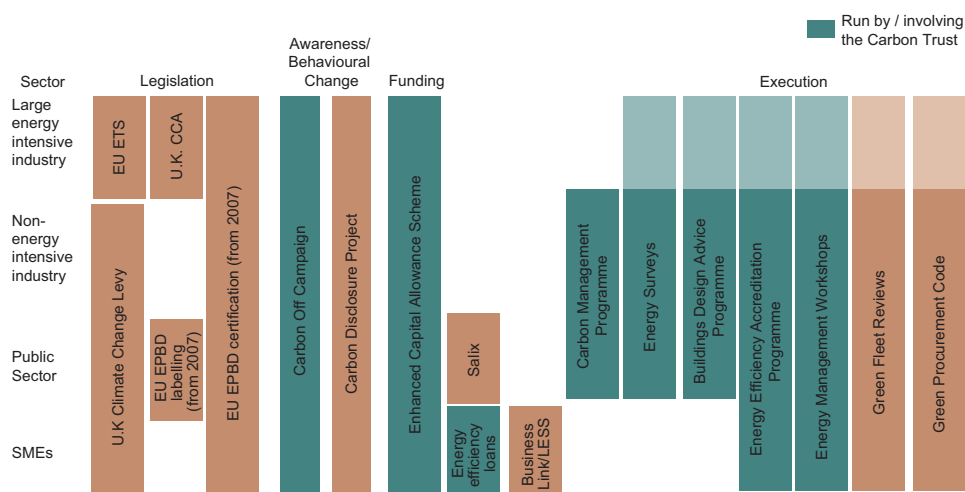 Run by / involving
the Carbon Trust
Awareness/
Behavioural
Change
Sector
Legislation
Funding
Execution
Large
energy
intensive
industry
Non-
energy
intensive
industry
Public
Sector
SMEs
EU ETS
U.K. CCA
U.K Climate Change Levy
EU EPBD
labelling
(from 2007)
EU EPBD certification (from 2007)
Carbon Off Campaign
Carbon Disclosure Project
Enhanced Capital Allowance Scheme
Salix
Energy
efficiency
loans
Business
Link/LESS
Carbon Management
Programme
Energy Surveys
Buildings Design Advice
Programme
Energy Efficiency Accreditation
Programme
Energy Management Workshops
Green Fleet Reviews
Green Procurement Code